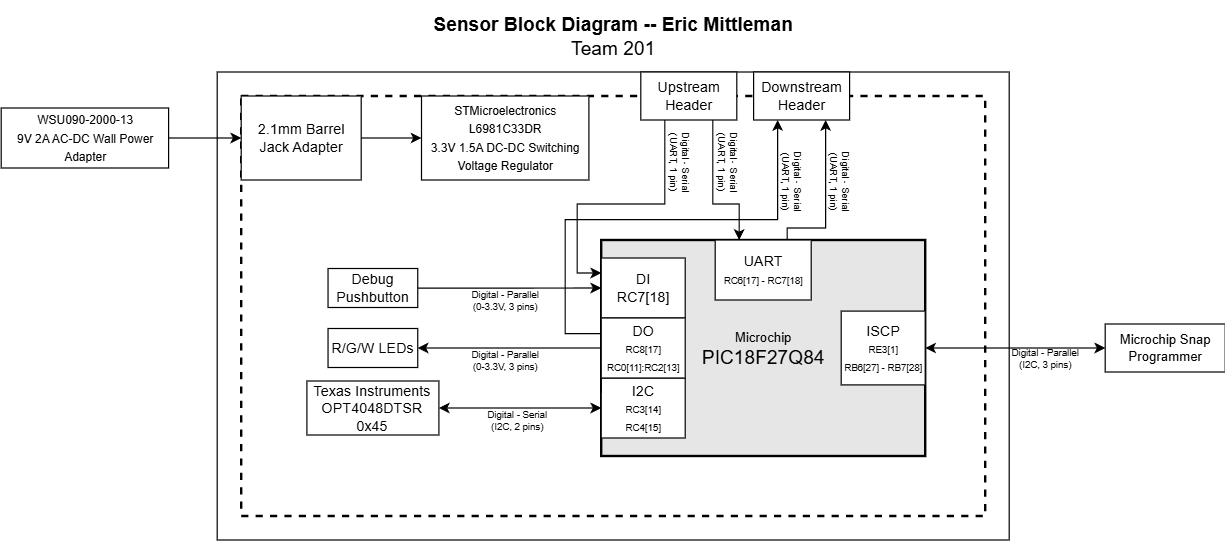 Sensor Block Diagram -- Eric Mittleman
Team 201
Upstream
Header
Downstream
Header
WSU090-2000-13
9V 2A AC-DC Wall Power
Adapter
2.1mm Barrel
Jack Adapter
STMicroelectronics
L6981C33DR
3.3V 1.5A DC-DC Switching
Voltage Regulator
Digital - Serial
(UART, 1 pin)
Digital - Serial
(UART, 1 pin)
Digital - Serial
(UART, 1 pin)
Digital - Serial
(UART, 1 pin)
UART
RC6[17] - RC7[18]
Debug
Pushbutton
Digital - Parallel
(0-3.3V, 3 pins)
DI
RC7[18]
R/G/W LEDs
Digital - Parallel
(0-3.3V, 3 pins)
DO
RC8[17]
RC0[11]:RC2[13]
Microchip
PIC18F27Q84
ISCP
RE3[1]
RB6[27] - RB7[28]
Digital - Parallel
(I2C, 3 pins)
Microchip Snap
Programmer
Texas Instruments
OPT4048DTSR
0x45
Digital - Serial
(I2C, 2 pins)
I2C
RC3[14]
RC4[15]